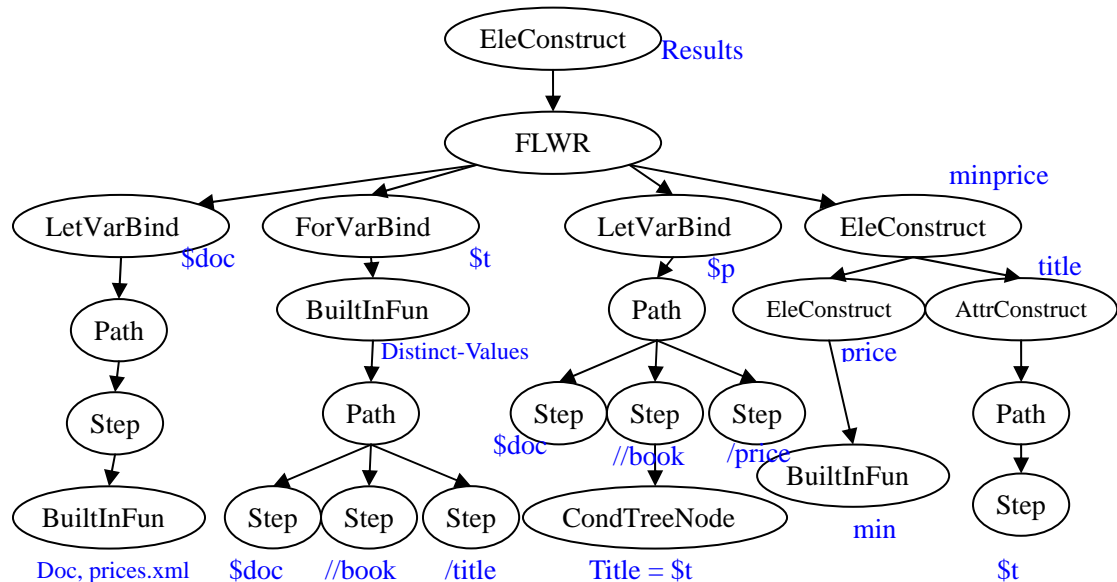 EleConstruct
Results
FLWR
minprice
LetVarBind
ForVarBind
LetVarBind
EleConstruct
$doc
$t
$p
title
Path
BuiltInFun
Path
EleConstruct
AttrConstruct
Distinct-Values
price
Step
Path
Step
Step
Step
Path
$doc
//book
/price
BuiltInFun
BuiltInFun
Step
Step
Step
CondTreeNode
Step
min
Doc, prices.xml
$doc
//book
/title
Title = $t
$t